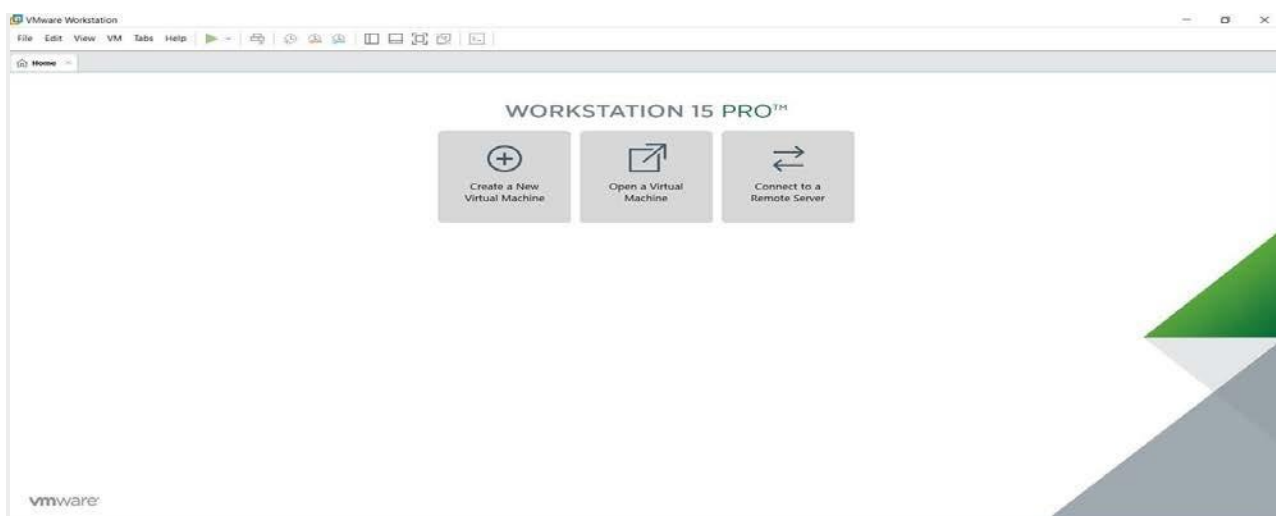 VMware Workstation
File Edit View VM Tabs Help
Home
WORKSTATION 15 PRO™
Create a New
Virtual Machine
Open a Virtual
Machine
Connect to a
Remote Server
vmware